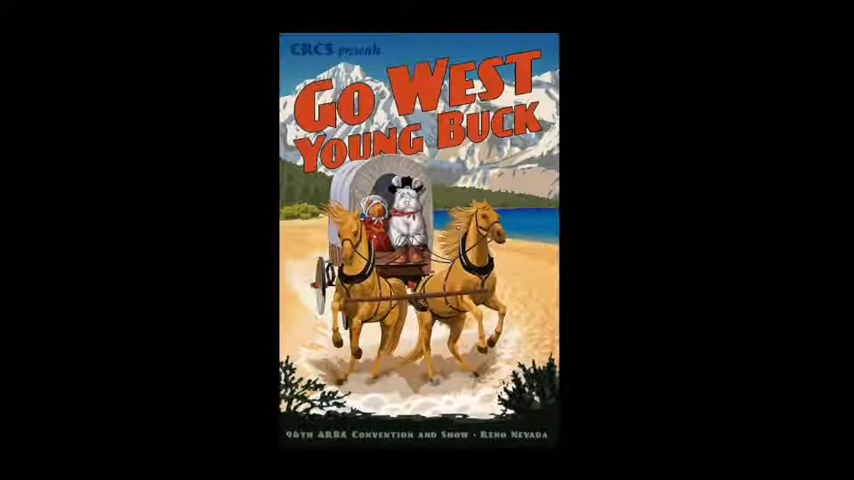 CRCS presents
GO WEST
YOUNG BUCK
96TH ARBA CONVENTION AND SHOW • RENO NEVADA